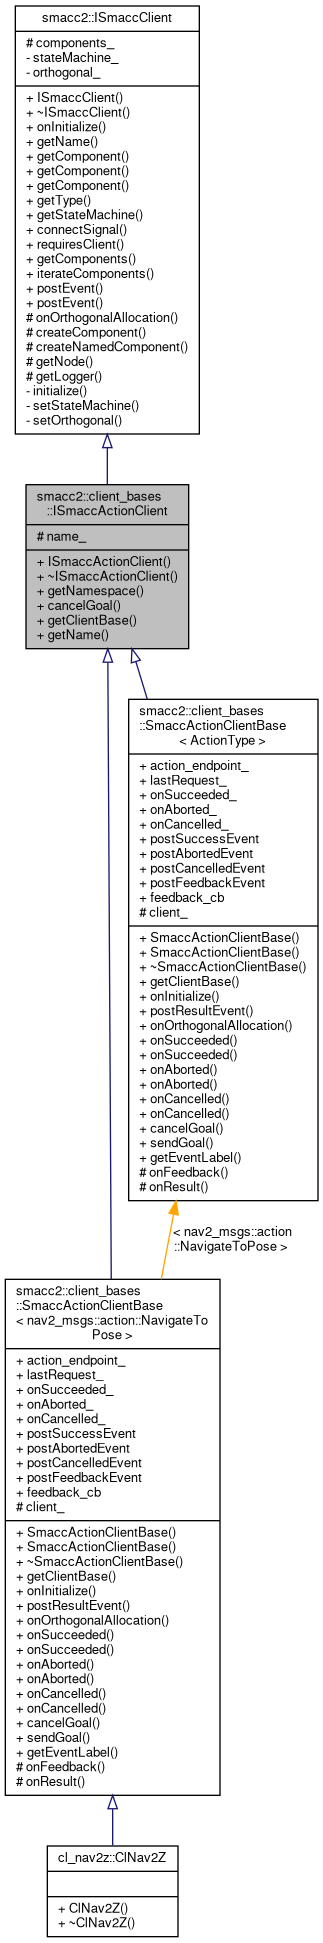 smacc2::ISmaccClient
# components_
- stateMachine_
- orthogonal_
+ ISmaccClient()
+ ~ISmaccClient()
+ onInitialize()
+ getName()
+ getComponent()
+ getComponent()
+ getComponent()
+ getType()
+ getStateMachine()
+ connectSignal()
+ requiresClient()
+ getComponents()
+ iterateComponents()
+ postEvent()
+ postEvent()
# onOrthogonalAllocation()
# createComponent()
# createNamedComponent()
# getNode()
# getLogger()
- initialize()
- setStateMachine()
- setOrthogonal()
smacc2::client_bases
::ISmaccActionClient
# name_
+ ISmaccActionClient()
+ ~ISmaccActionClient()
+ getNamespace()
+ cancelGoal()
+ getClientBase()
+ getName()
smacc2::client_bases
::SmaccActionClientBase
< ActionType >
+ action_endpoint_
+ lastRequest_
+ onSucceeded_
+ onAborted_
+ onCancelled_
+ postSuccessEvent
+ postAbortedEvent
+ postCancelledEvent
+ postFeedbackEvent
+ feedback_cb
# client_
+ SmaccActionClientBase()
+ SmaccActionClientBase()
+ ~SmaccActionClientBase()
+ getClientBase()
+ onInitialize()
+ postResultEvent()
+ onOrthogonalAllocation()
+ onSucceeded()
+ onSucceeded()
+ onAborted()
+ onAborted()
+ onCancelled()
+ onCancelled()
+ cancelGoal()
+ sendGoal()
+ getEventLabel()
# onFeedback()
# onResult()
< nav2_msgs::action
::NavigateToPose >
smacc2::client_bases
::SmaccActionClientBase
< nav2_msgs::action::NavigateTo
Pose >
+ action_endpoint_
+ lastRequest_
+ onSucceeded_
+ onAborted_
+ onCancelled_
+ postSuccessEvent
+ postAbortedEvent
+ postCancelledEvent
+ postFeedbackEvent
+ feedback_cb
# client_
+ SmaccActionClientBase()
+ SmaccActionClientBase()
+ ~SmaccActionClientBase()
+ getClientBase()
+ onInitialize()
+ postResultEvent()
+ onOrthogonalAllocation()
+ onSucceeded()
+ onSucceeded()
+ onAborted()
+ onAborted()
+ onCancelled()
+ onCancelled()
+ cancelGoal()
+ sendGoal()
+ getEventLabel()
# onFeedback()
# onResult()
cl_nav2z::ClNav2Z
+ ClNav2Z()
+ ~ClNav2Z()